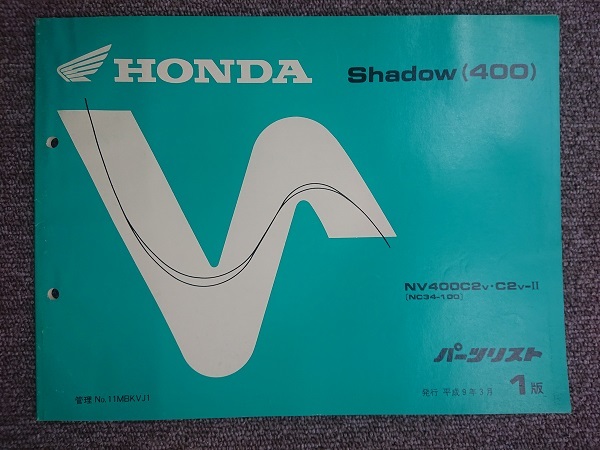 HONDA
Shadow(400)
NV400C2v・C2v-II
[NC34-100]
パーツリスト
発行 平成9年3月 1版
管理 No.11MBKVJ1